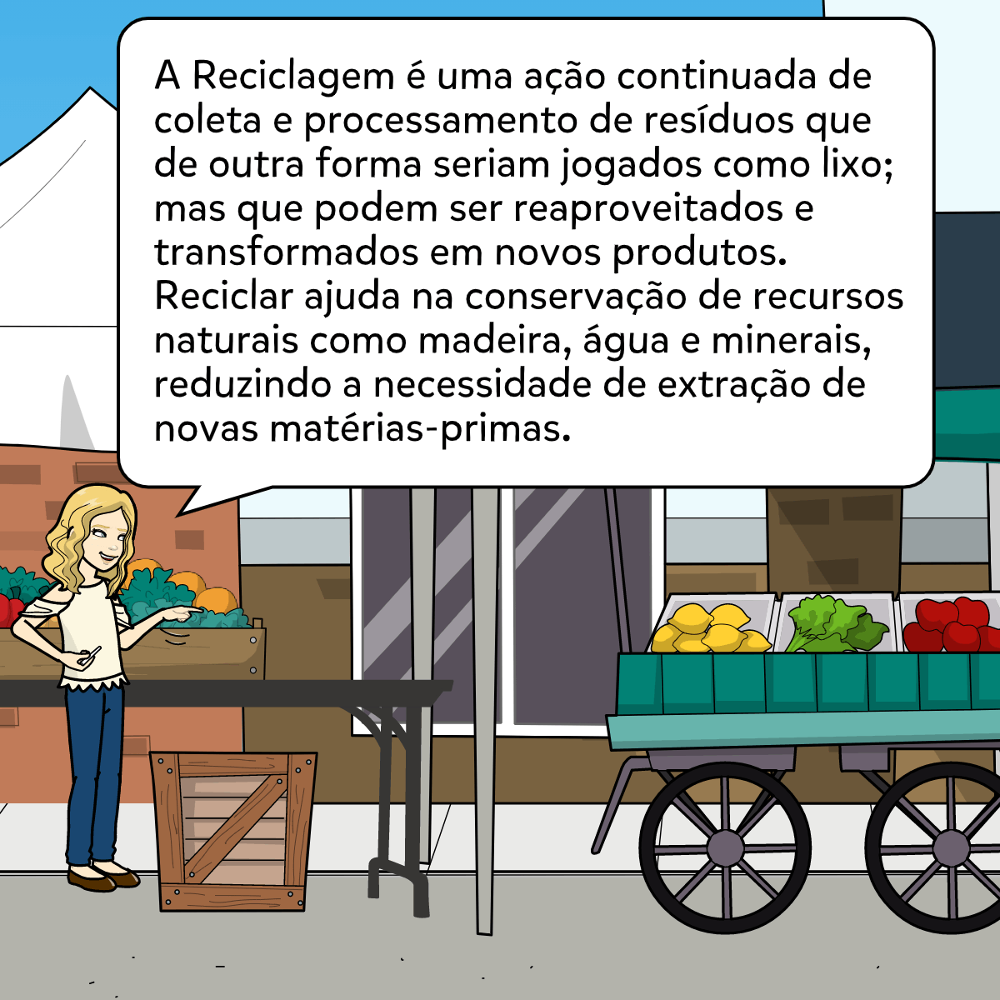 A Reciclagem é uma ação continuada de
coleta e processamento de resíduos que
de outra forma seriam jogados como lixo;
mas que podem ser reaproveitados e
transformados em novos produtos.
Reciclar ajuda na conservação de recursos
naturais como madeira, água e minerais,
reduzindo a necessidade de extração de
novas matérias-primas.